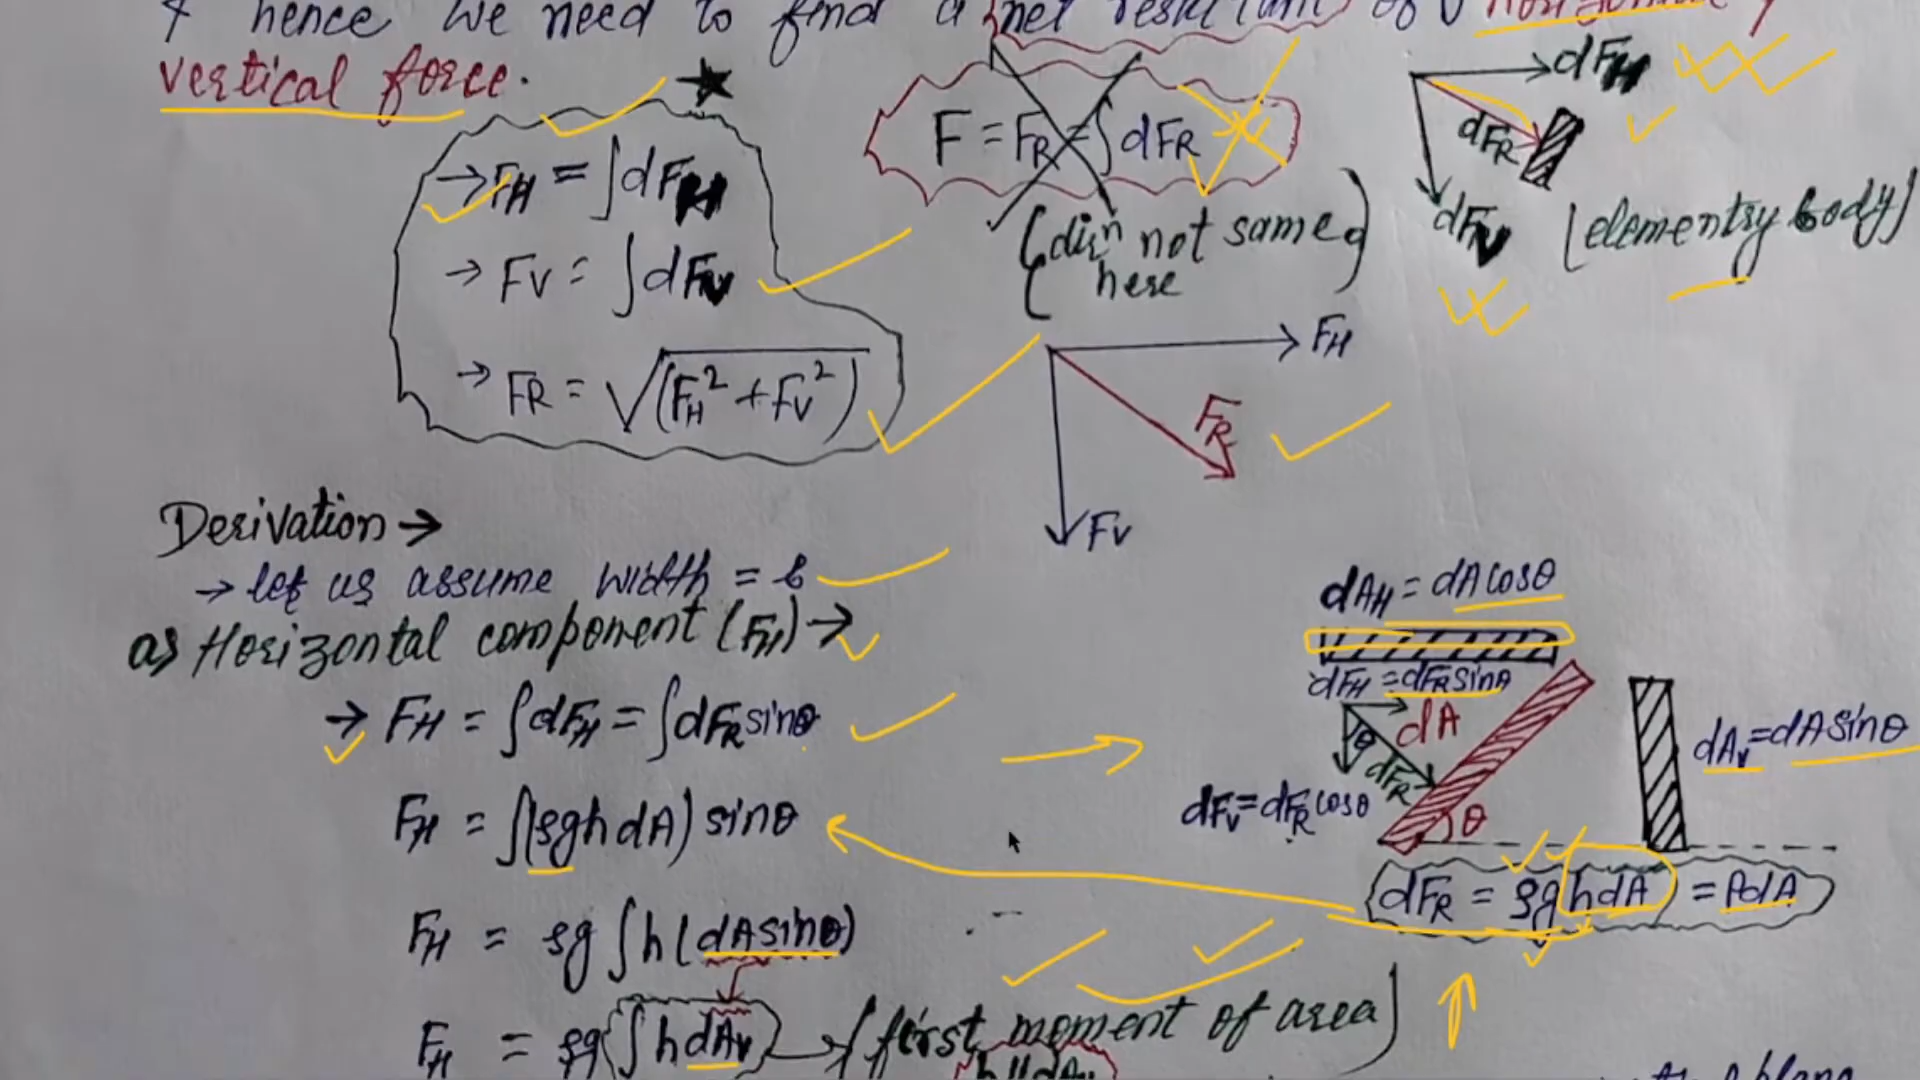 & hence we need to find a net resultant of horizontal &
vertical force.
→ FH = ∫dFH
→ FV = ∫dFV
→ FR = √(FH² + FV²)
F = FR = ∫dFR
(dirⁿ not same
here)
dFH
dFR
dFV
(elementry body)
FH
FR
FV
Derivation →
→ let us assume width = b
a) Horizontal component (FH) →
→ FH = ∫dFH = ∫dFR sinθ
FH = ∫(ρgh dA) sinθ
FH = ρg ∫h (dA sinθ)
FH = ρg (∫h dAv) → (first moment of area)
dAH = dA cosθ
dFH = dFR sinθ
dA
θ
dFR
dFV = dFR cosθ
θ
dAv = dA sinθ
dFR = ρg hdA = PdA